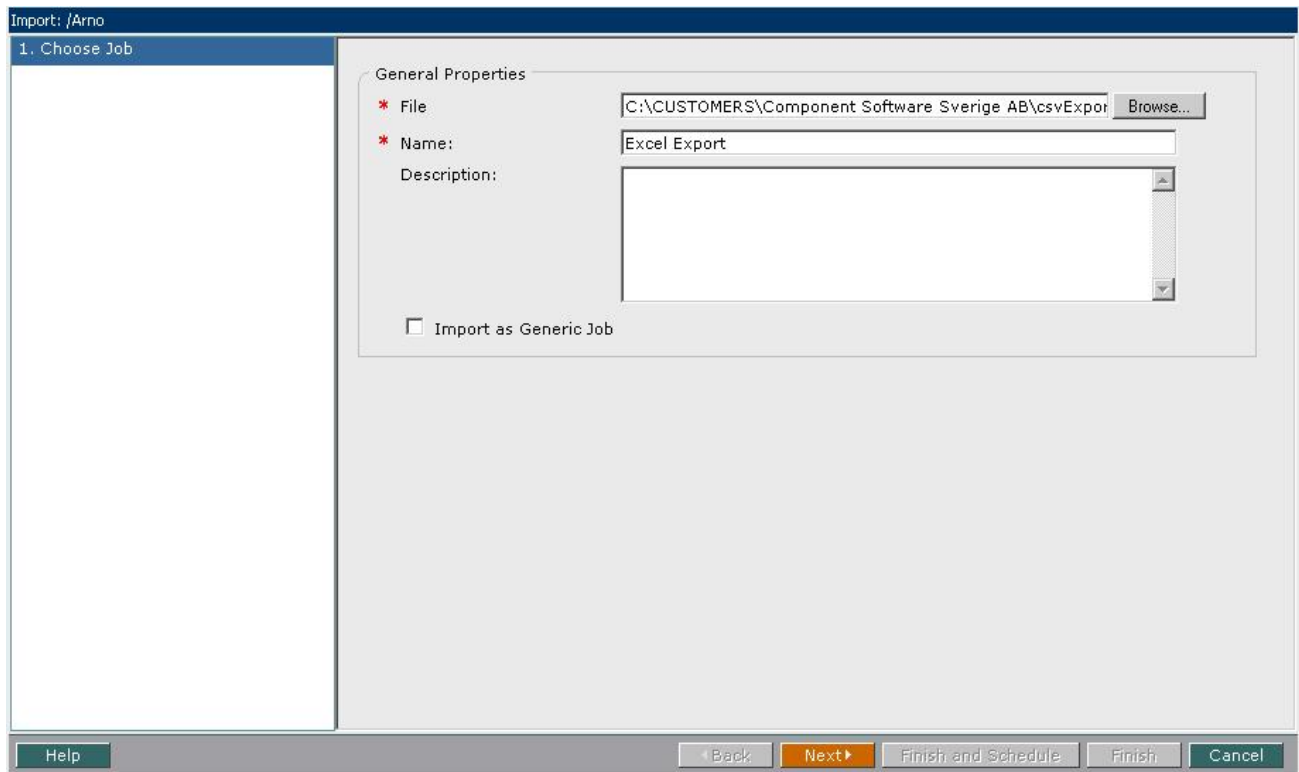 Import: /Arno
1. Choose Job
General Properties
* File C:\CUSTOMERS\Component Software Sverige AB\csvExpor Browse...
* Name: Excel Export
Description:
Import as Generic Job
Help Back Next Finish and Schedule Finish Cancel